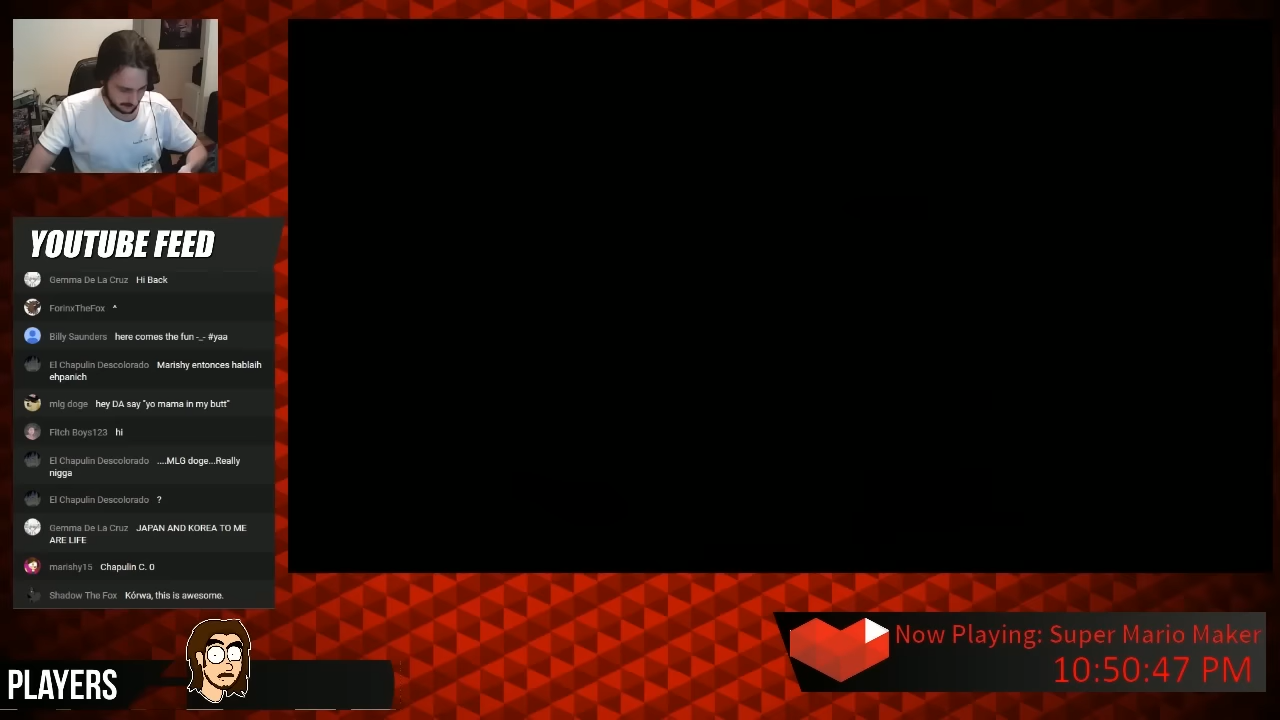 YOUTUBE FEED
Gemma De La Cruz Hi Back
ForinxTheFox ^
Billy Saunders here comes the fun -_- #yaa
El Chapulin Descolorado Marishy entonces hablaih
ehpanich
mlg doge hey DA say "yo mama in my butt"
Fitch Boys123 hi
El Chapulin Descolorado ....MLG doge...Really
nigga
El Chapulin Descolorado ?
Gemma De La Cruz JAPAN AND KOREA TO ME
ARE LIFE
marishy15 Chapulin C. 0
Shadow The Fox Kórwa, this is awesome.
PLAYERS
Now Playing: Super Mario Maker
10:50:47 PM